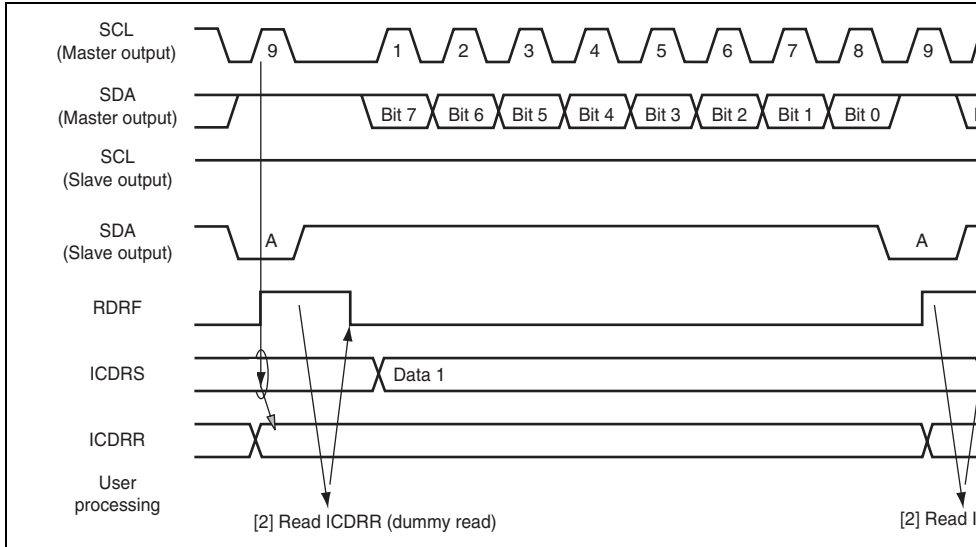 SCL
(Master output)
9 1 2 3 4 5 6 7 8 9
SDA
(Master output)
Bit 7 Bit 6 Bit 5 Bit 4 Bit 3 Bit 2 Bit 1 Bit 0
SCL
(Slave output)
SDA
(Slave output)
A A
RDRF
ICDRS
Data 1
ICDRR
User
processing
[2] Read ICDRR (dummy read)
[2] Read